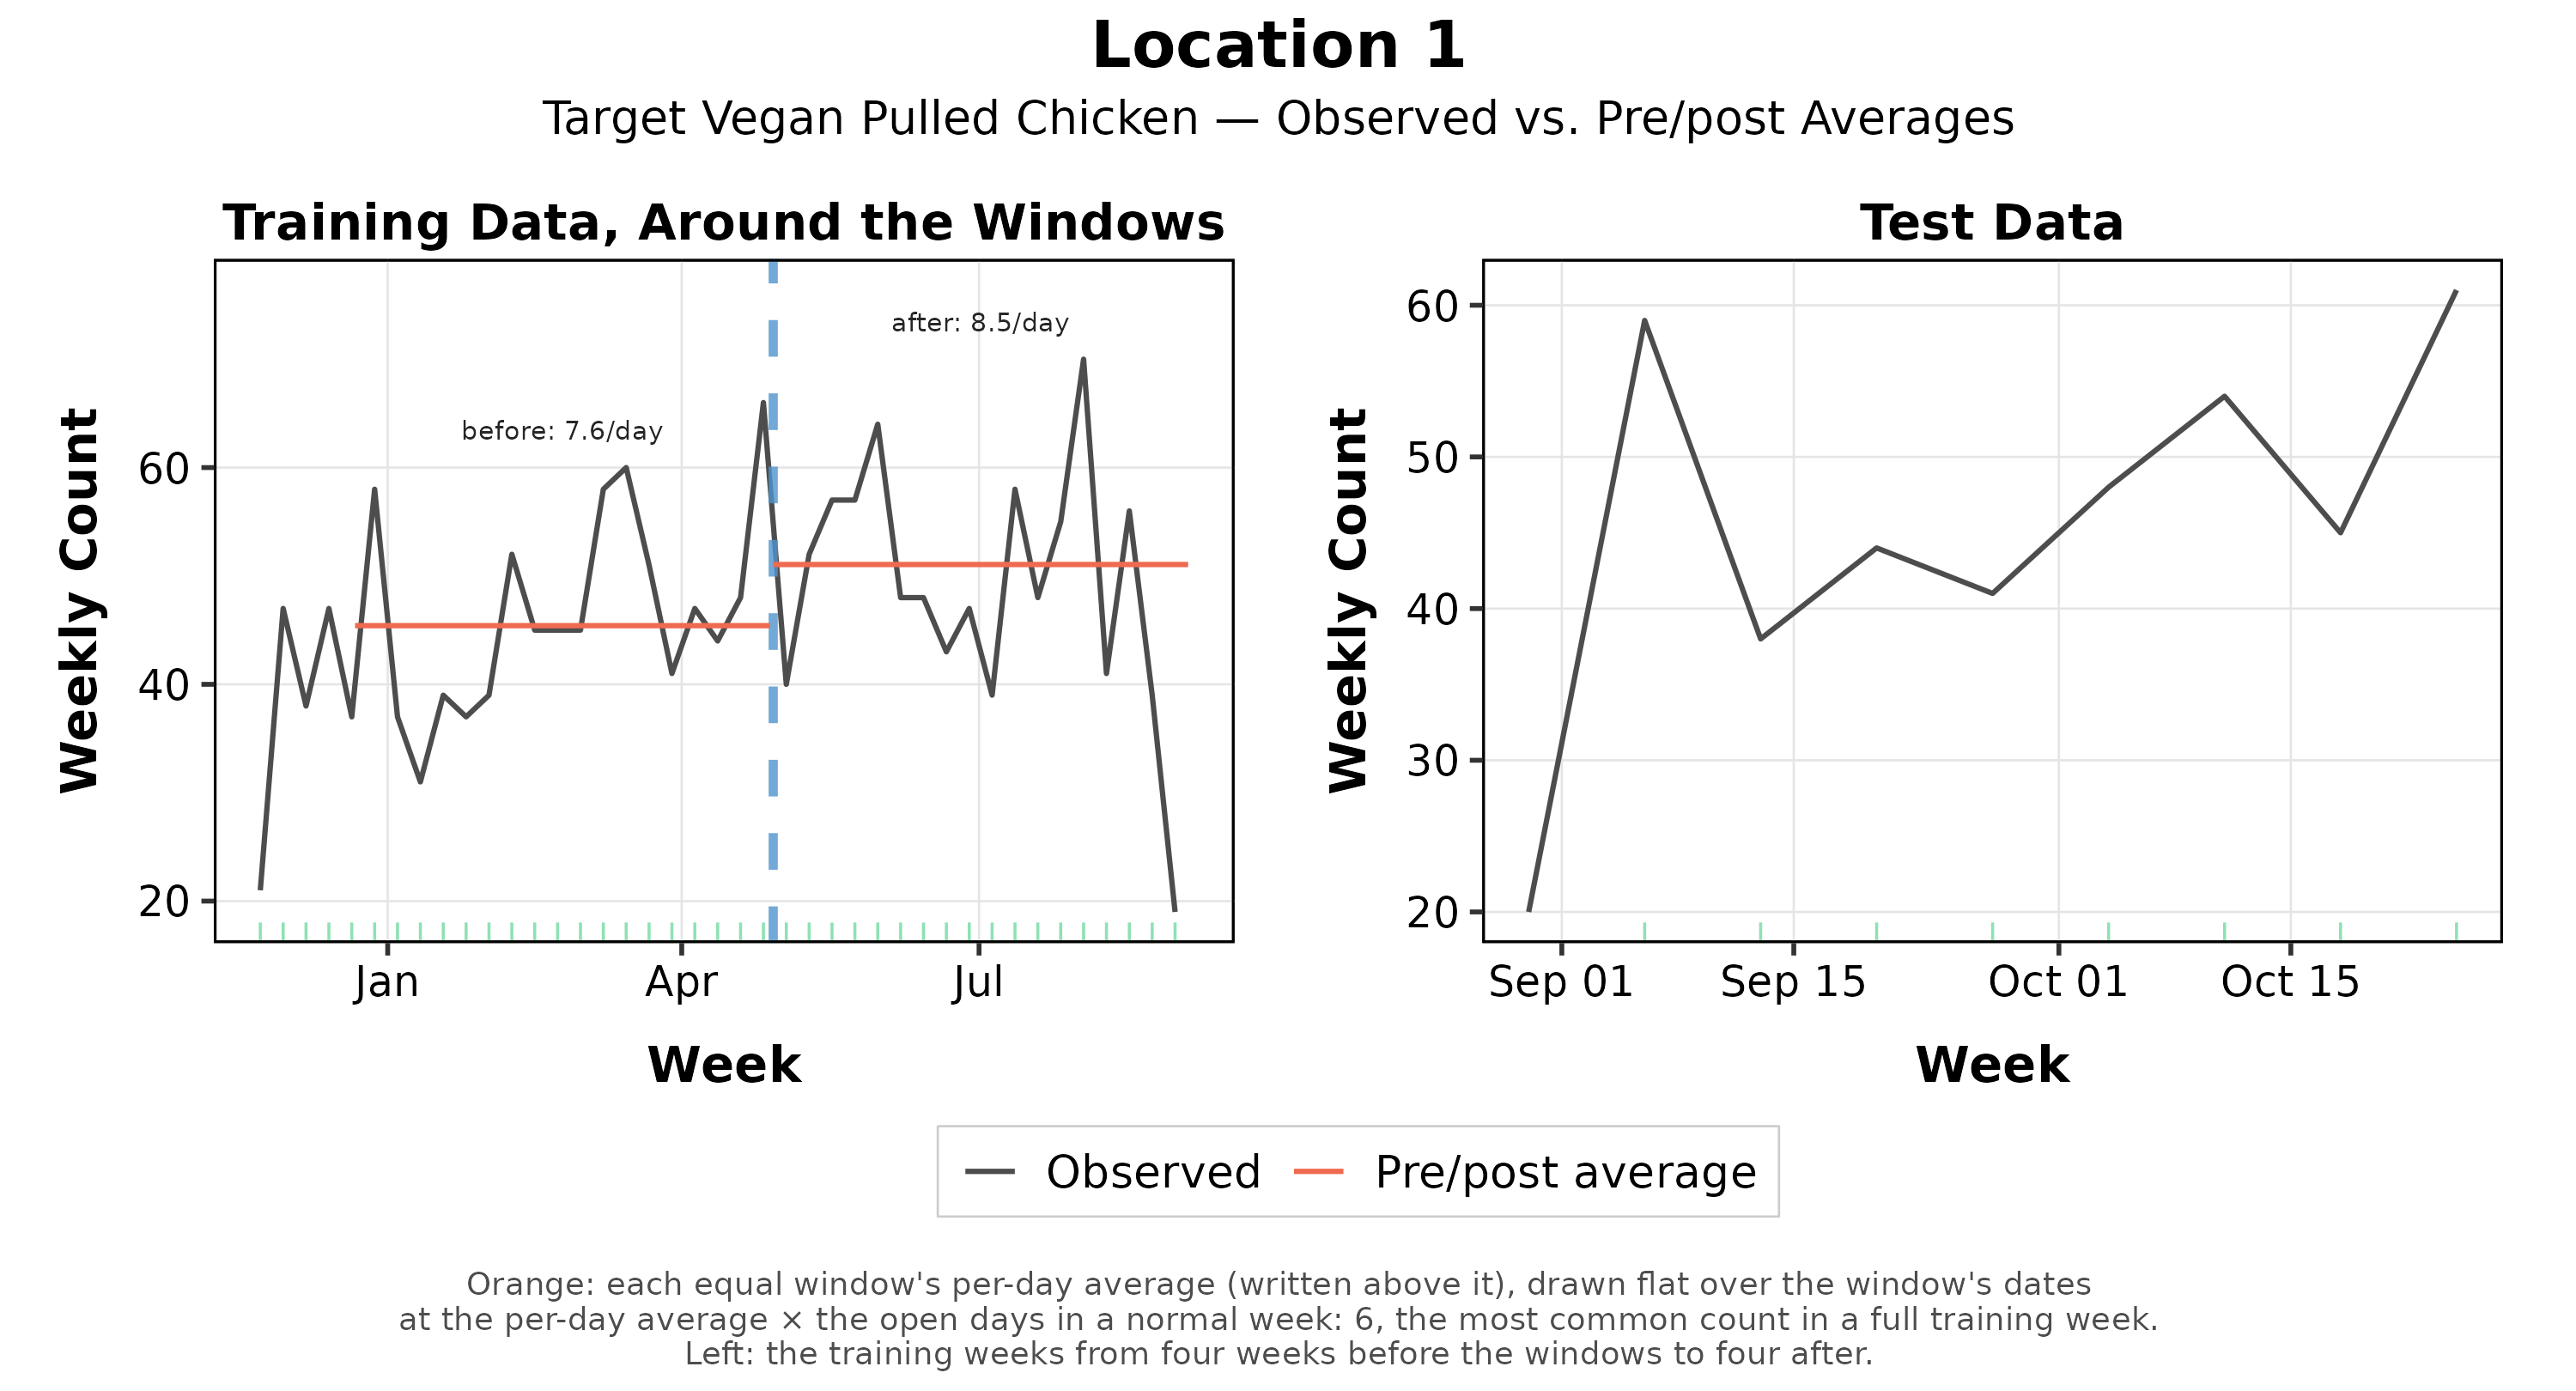 Location 1
Target Vegan Pulled Chicken — Observed vs. Pre/post Averages
Training Data, Around the Windows
Weekly Count
60
40
20
before: 7.6/day
after: 8.5/day
Jan
Apr
Jul
Week
Test Data
Weekly Count
60
50
40
30
20
Sep 01
Sep 15
Oct 01
Oct 15
Week
Observed
Pre/post average
Orange: each equal window's per-day average (written above it), drawn flat over the window's dates
at the per-day average × the open days in a normal week: 6, the most common count in a full training week.
Left: the training weeks from four weeks before the windows to four after.